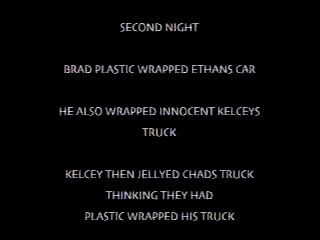 SECOND NIGHT
BRAD PLASTIC WRAPPED ETHANS CAR
HE ALSO WRAPPED INNOCENT KELCEYS
TRUCK
KELCEY THEN JELLYED CHADS TRUCK
THINKING THEY HAD
PLASTIC WRAPPED HIS TRUCK